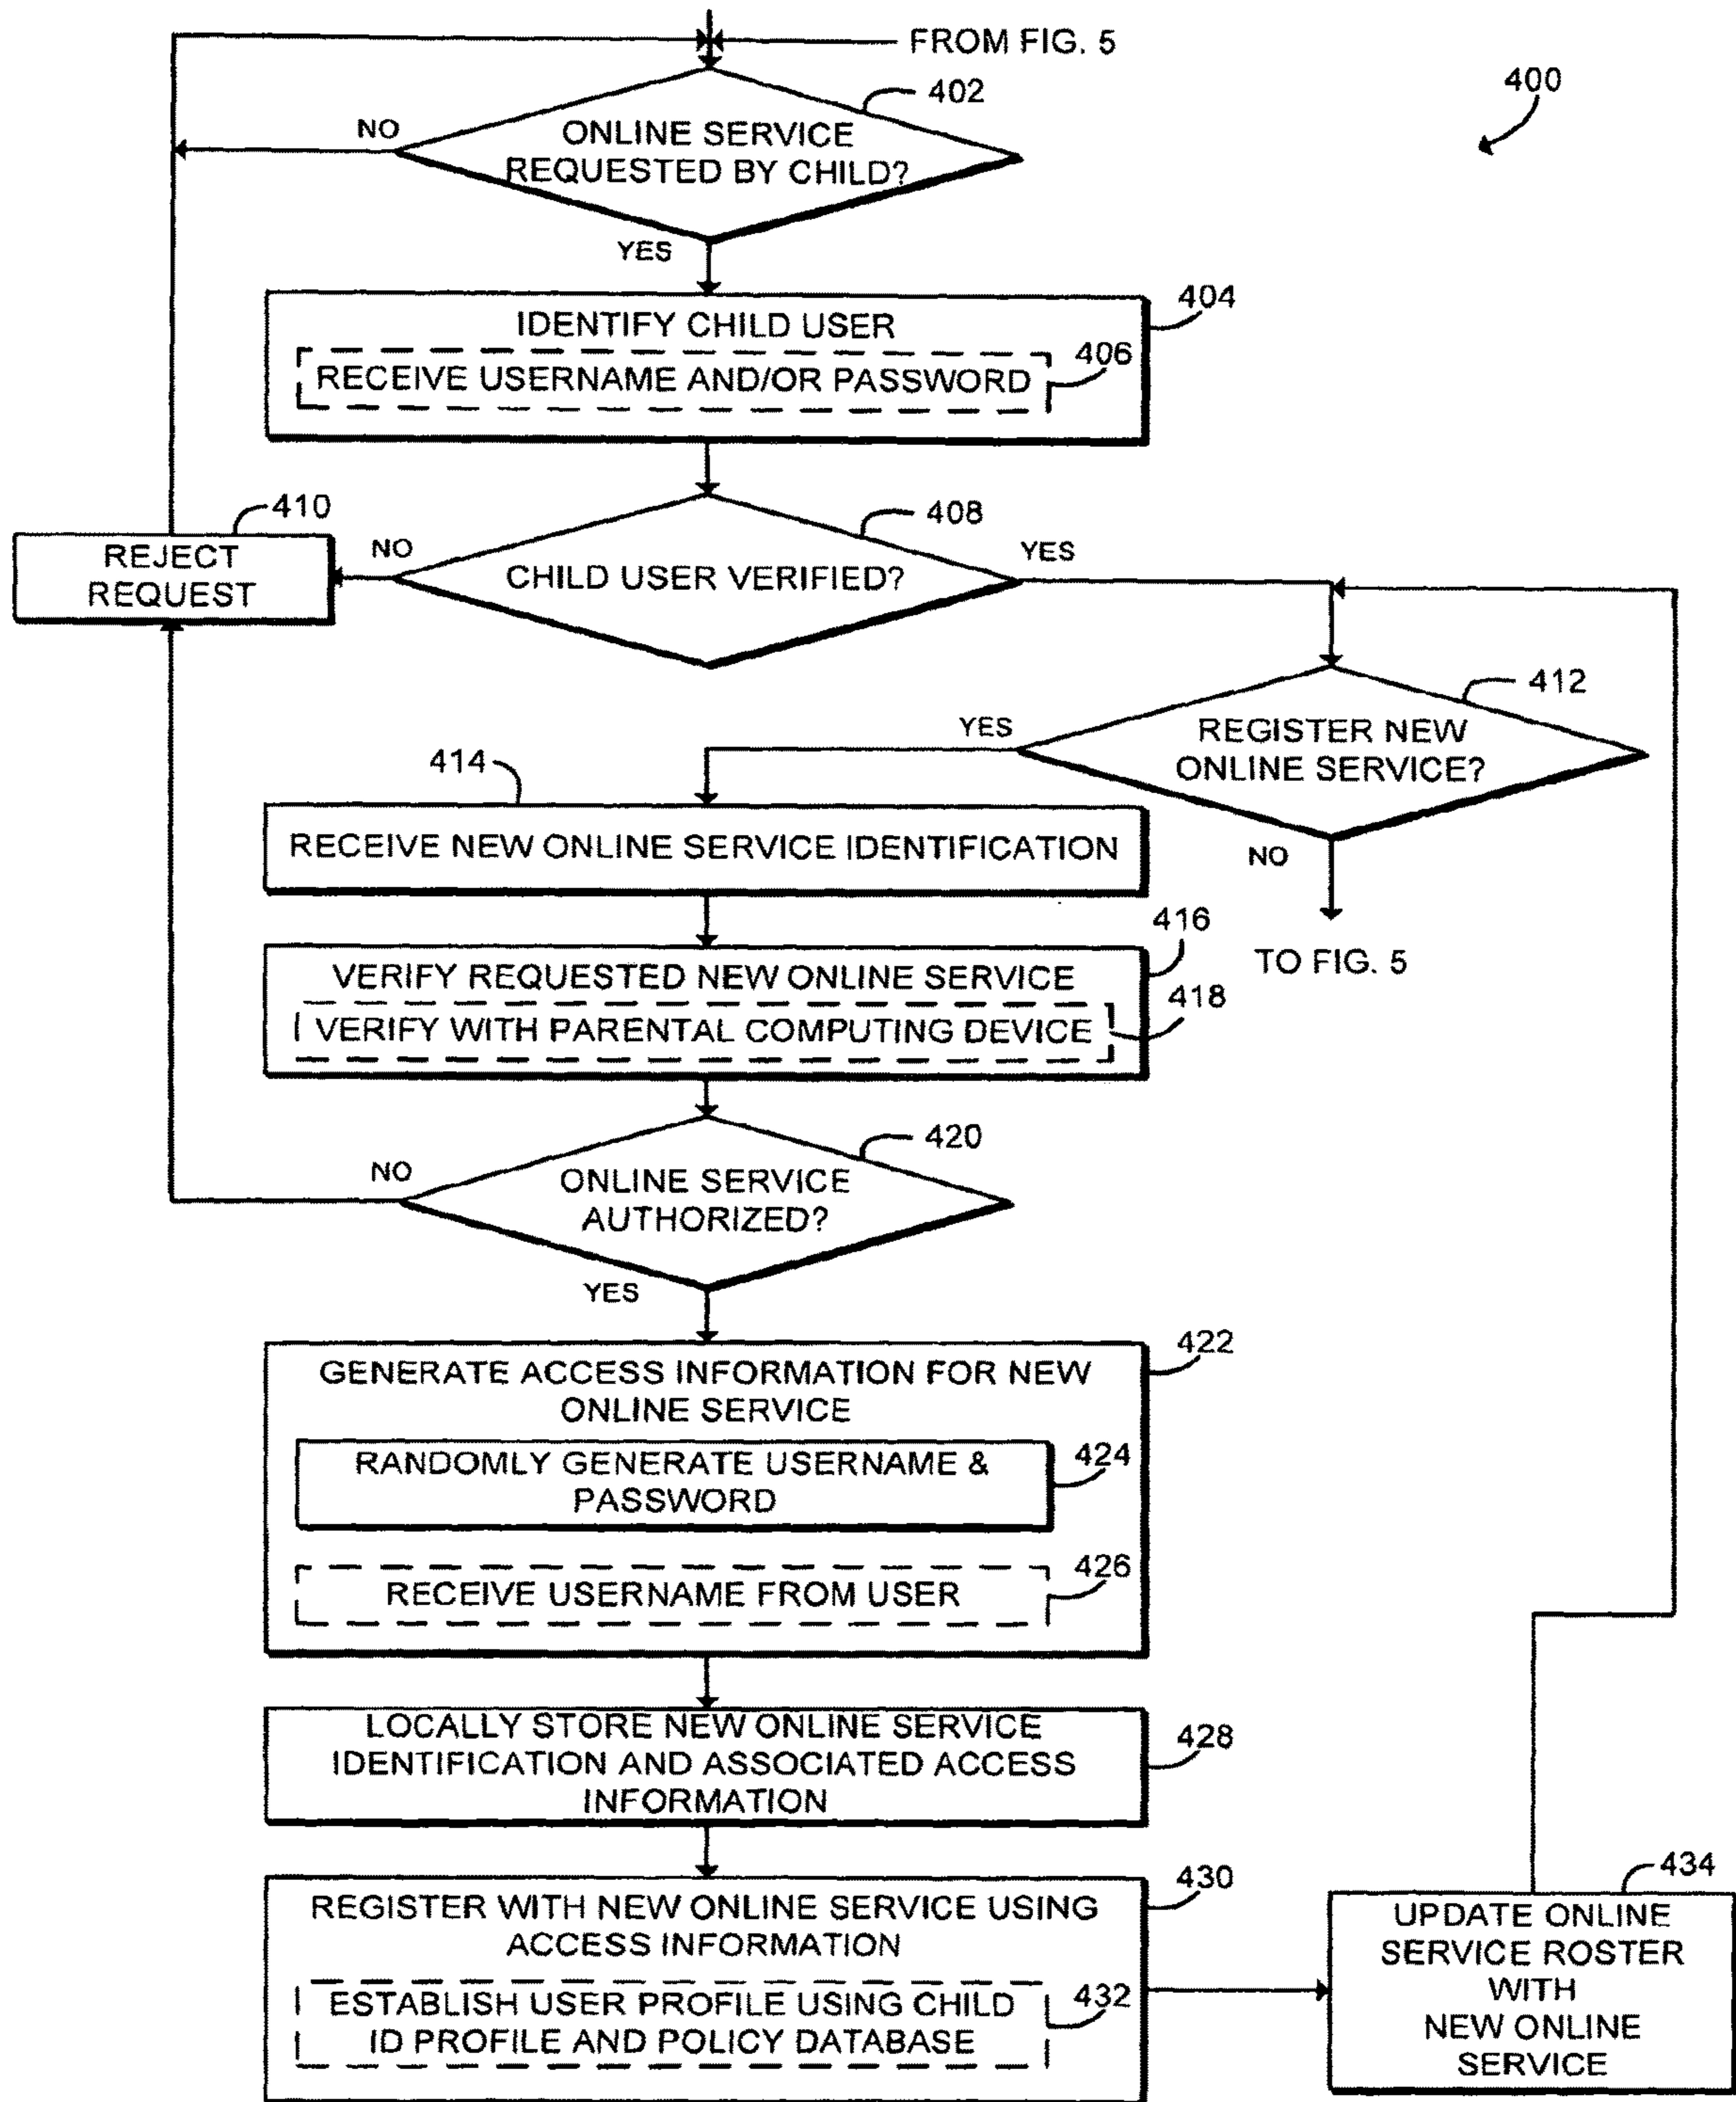 FROM FIG. 5
400
402
ONLINE SERVICE
REQUESTED BY CHILD?
NO
YES
404
IDENTIFY CHILD USER
406
RECEIVE USERNAME AND/OR PASSWORD
410
REJECT
REQUEST
NO
408
CHILD USER VERIFIED?
YES
412
REGISTER NEW
ONLINE SERVICE?
YES
NO
TO FIG. 5
414
RECEIVE NEW ONLINE SERVICE IDENTIFICATION
416
VERIFY REQUESTED NEW ONLINE SERVICE
418
VERIFY WITH PARENTAL COMPUTING DEVICE
420
NO
ONLINE SERVICE
AUTHORIZED?
YES
422
GENERATE ACCESS INFORMATION FOR NEW
ONLINE SERVICE
424
RANDOMLY GENERATE USERNAME &
PASSWORD
426
RECEIVE USERNAME FROM USER
428
LOCALLY STORE NEW ONLINE SERVICE
IDENTIFICATION AND ASSOCIATED ACCESS
INFORMATION
430
REGISTER WITH NEW ONLINE SERVICE USING
ACCESS INFORMATION
432
ESTABLISH USER PROFILE USING CHILD
ID PROFILE AND POLICY DATABASE
434
UPDATE ONLINE
SERVICE ROSTER
WITH
NEW ONLINE
SERVICE